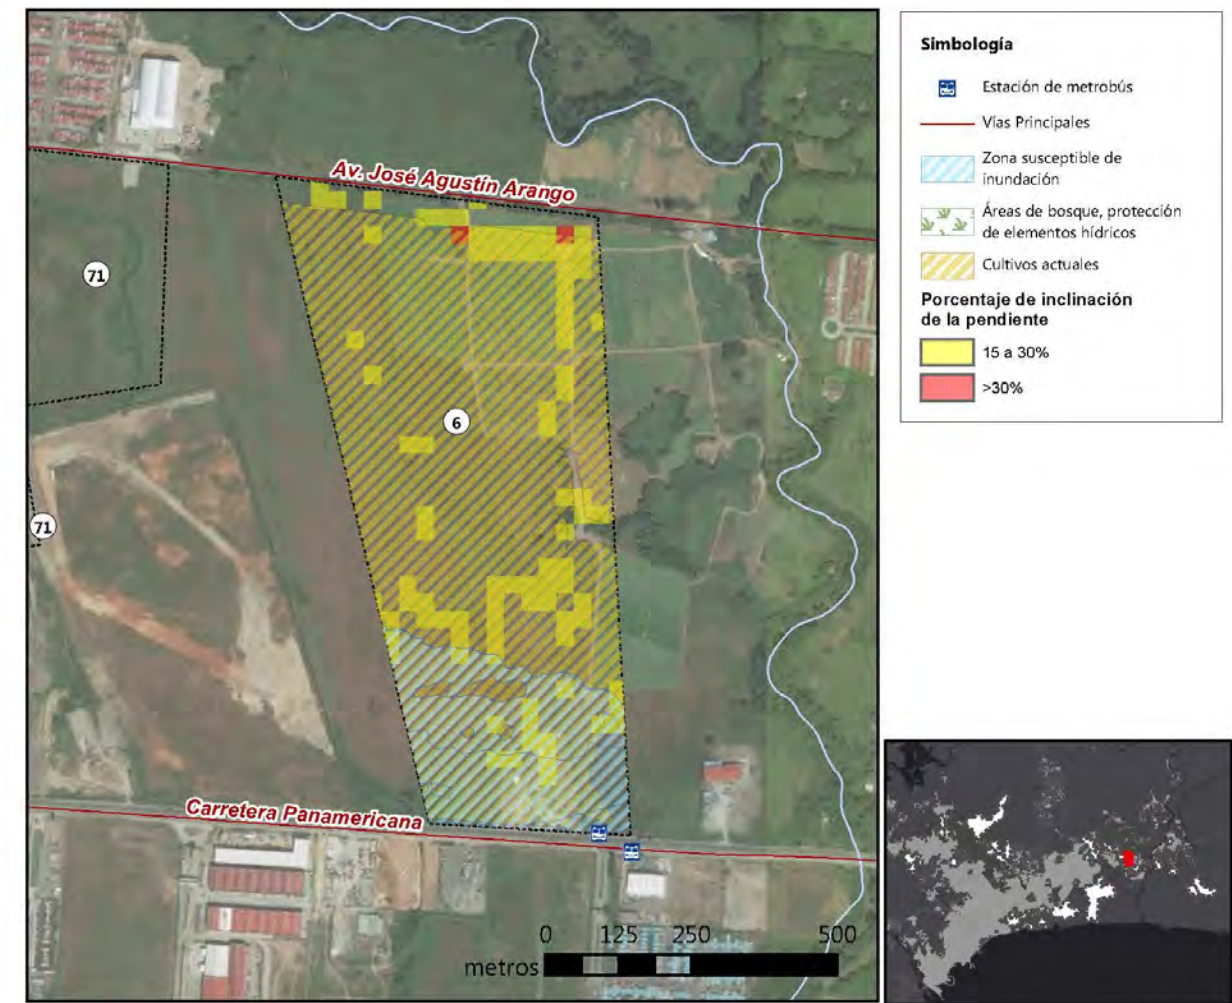 Av. José Agustín Arango
71
6
71
Carretera Panamericana
0 125 250 500
metros
Simbología
Estación de metrobús
Vías Principales
Zona susceptible de
inundación
Áreas de bosque, protección
de elementos hídricos
Cultivos actuales
Porcentaje de inclinación
de la pendiente
15 a 30%
>30%